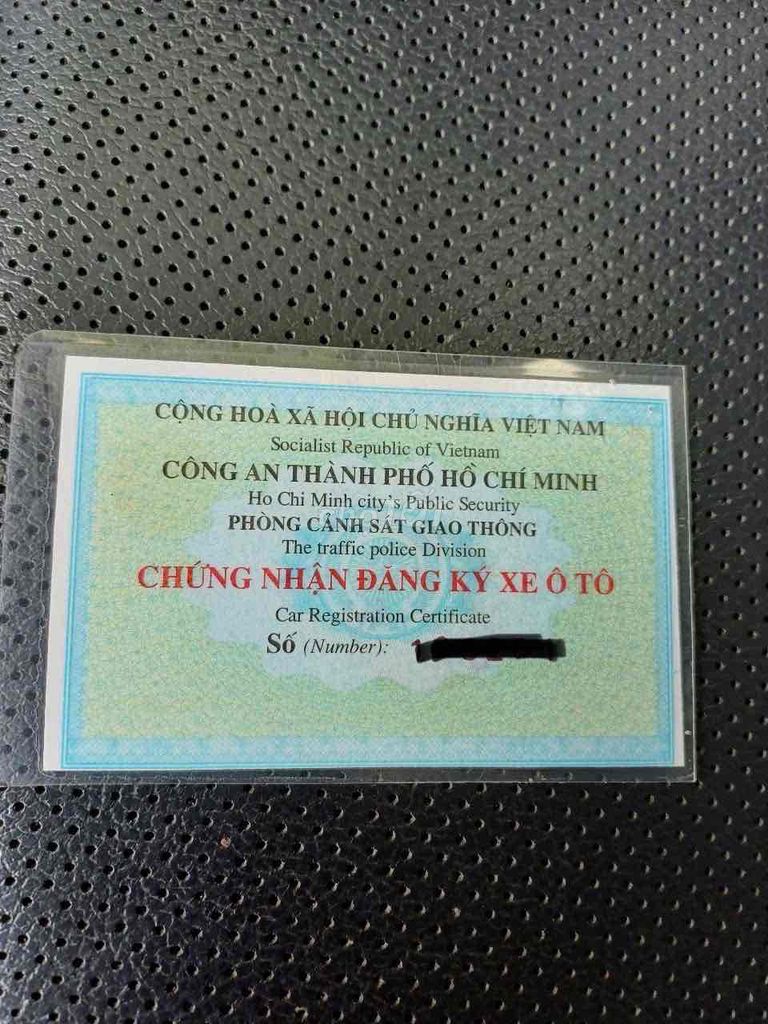 CỘNG HOÀ XÃ HỘI CHỦ NGHĨA VIỆT NAM
Socialist Republic of Vietnam
CÔNG AN THÀNH PHỐ HỒ CHÍ MINH
Ho Chi Minh city's Public Security
PHÒNG CẢNH SÁT GIAO THÔNG
The traffic police Division
CHỨNG NHẬN ĐĂNG KÝ XE Ô TÔ
Car Registration Certificate
Số (Number):